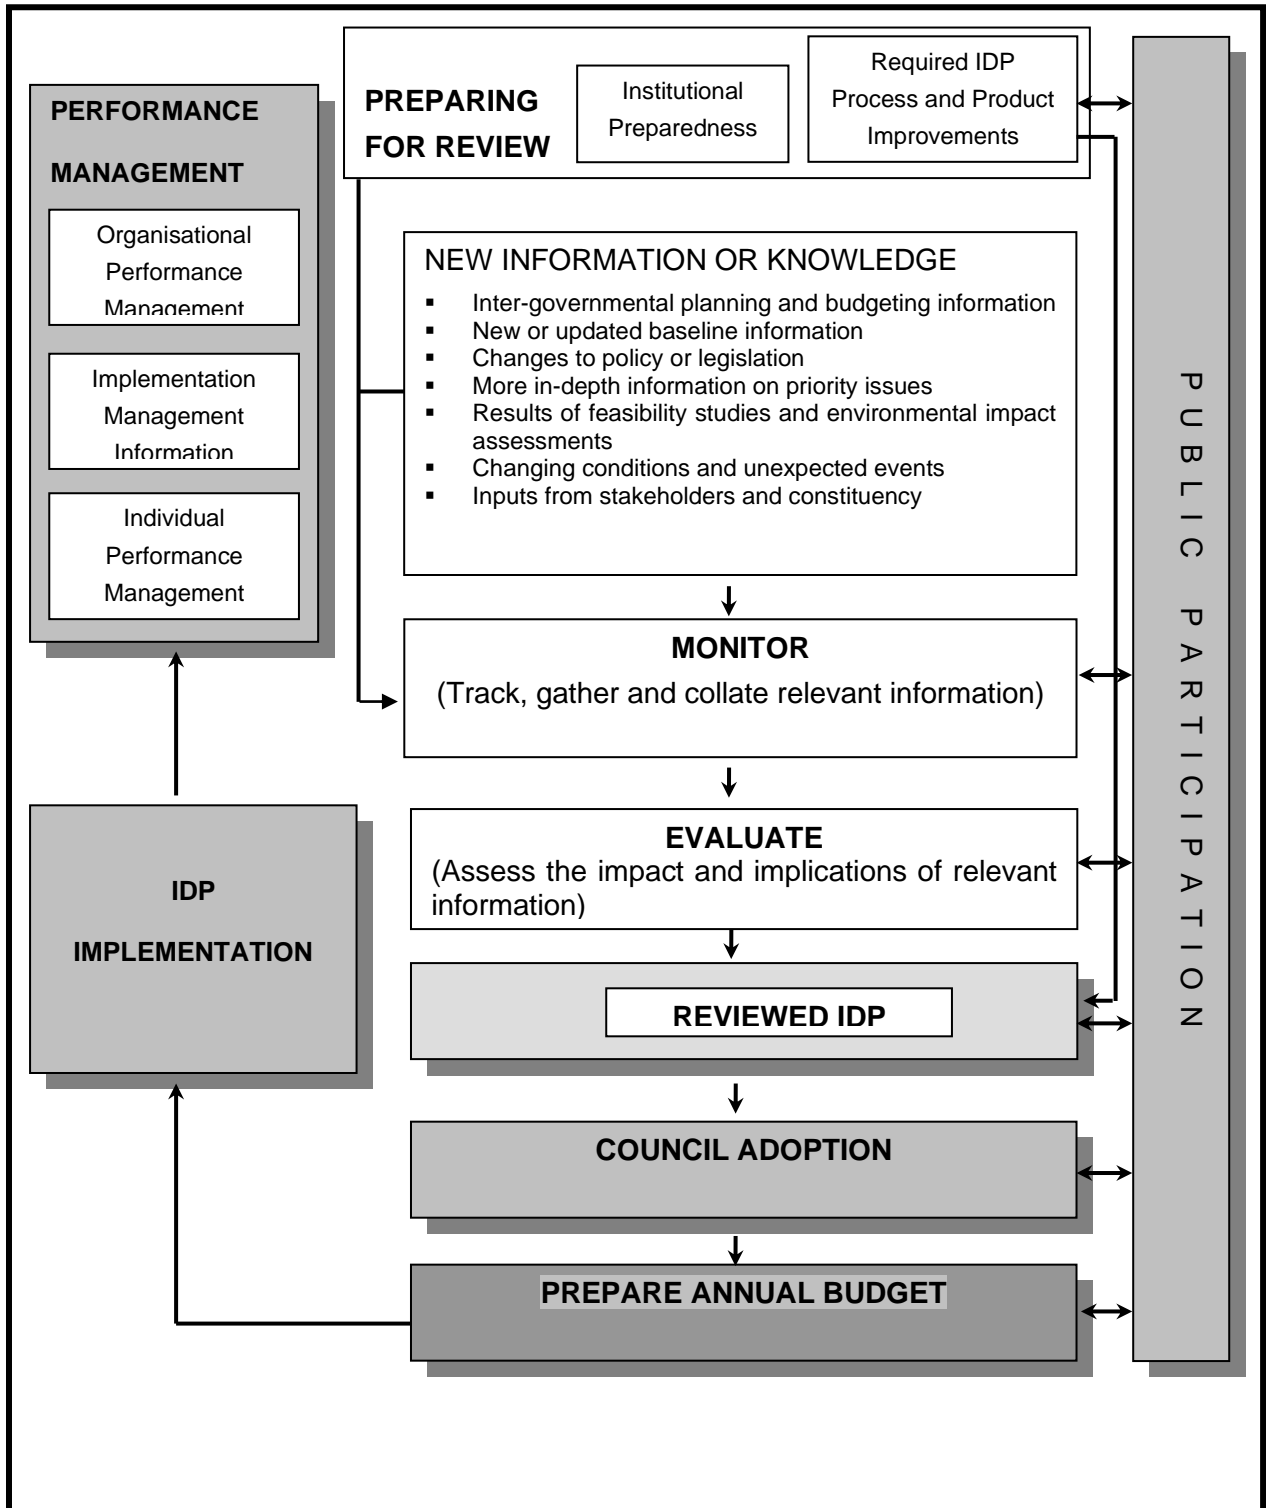 PERFORMANCE
MANAGEMENT
Organisational
Performance
Management
Implementation
Management
Information
Individual
Performance
Management
IDP
IMPLEMENTATION
PREPARING
FOR REVIEW
Institutional
Preparedness
Required IDP
Process and Product
Improvements
NEW INFORMATION OR KNOWLEDGE
▪ Inter-governmental planning and budgeting information
▪ New or updated baseline information
▪ Changes to policy or legislation
▪ More in-depth information on priority issues
▪ Results of feasibility studies and environmental impact
assessments
▪ Changing conditions and unexpected events
▪ Inputs from stakeholders and constituency
MONITOR
(Track, gather and collate relevant information)
EVALUATE
(Assess the impact and implications of relevant
information)
REVIEWED IDP
COUNCIL ADOPTION
PREPARE ANNUAL BUDGET
PUBLIC PARTICIPATION